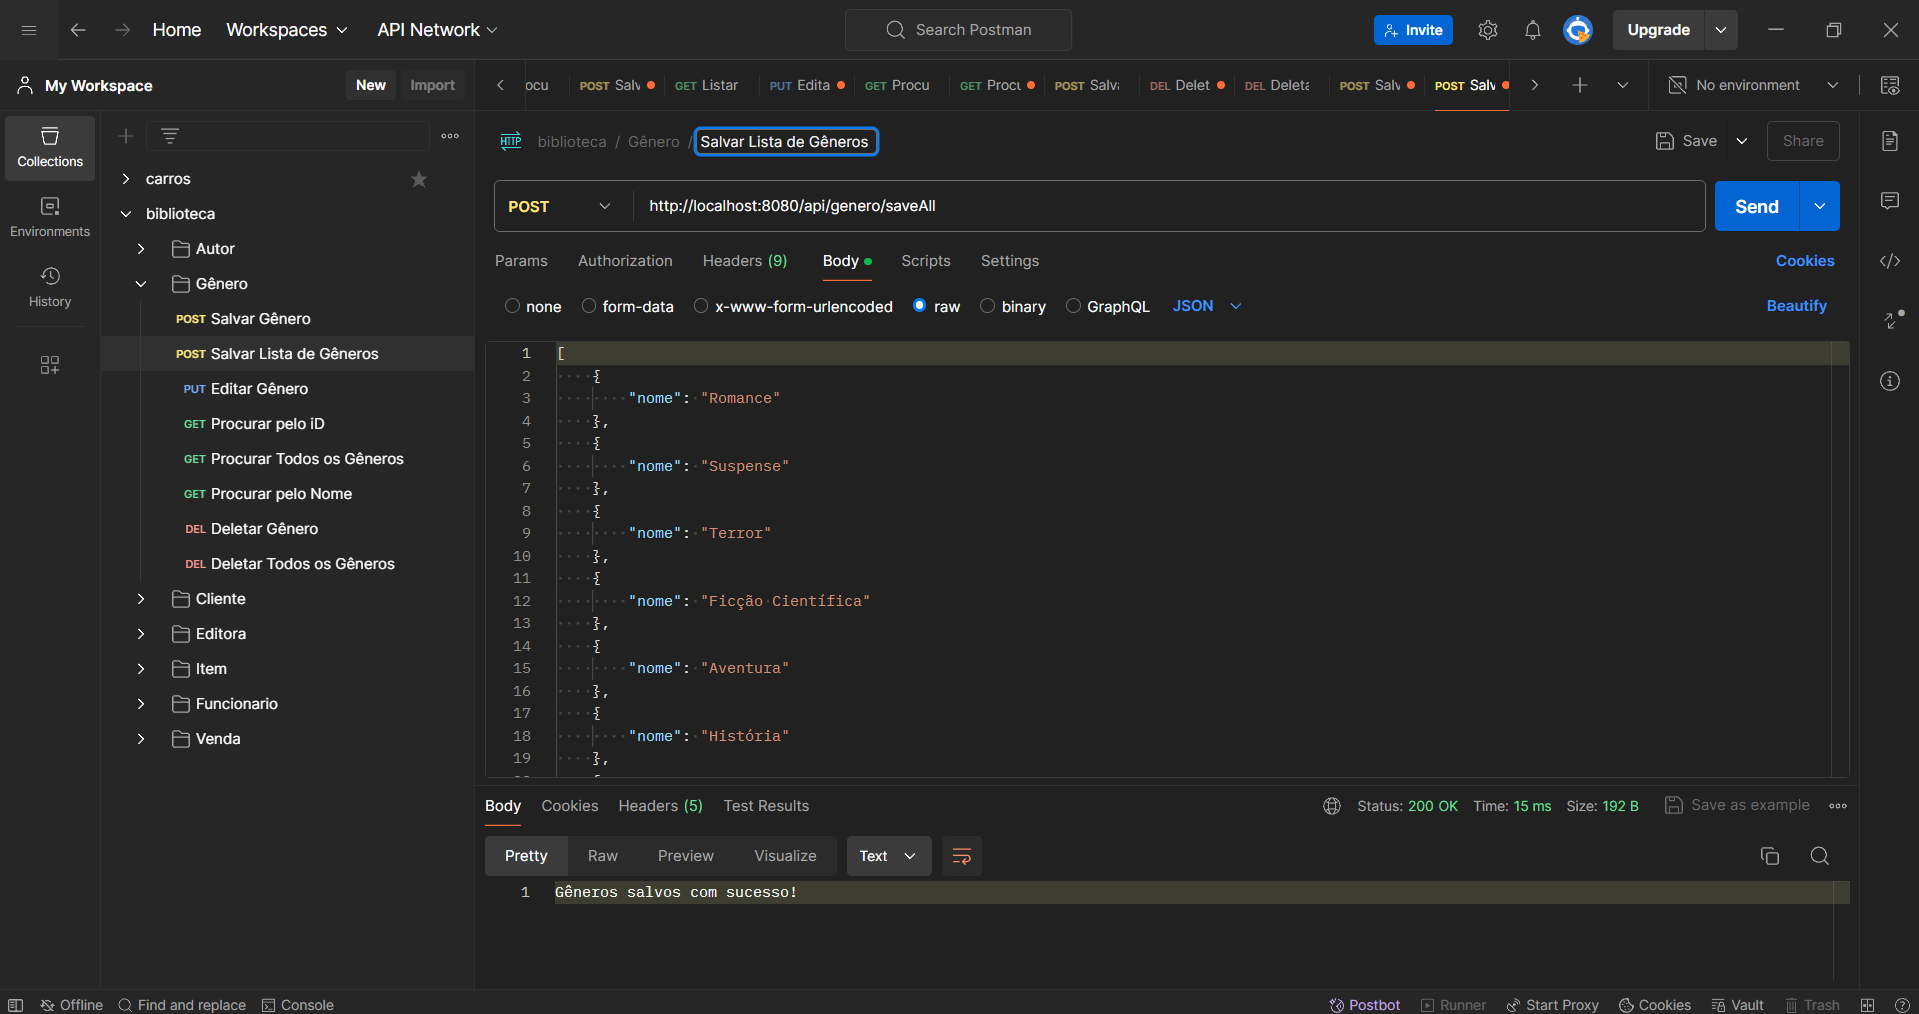 Home Workspaces API Network Search Postman Invite Upgrade
My Workspace New Import
ocu POST Salv GET Listar PUT Edita GET Procu GET Procu POST Salv DEL Delet DEL Deleta POST Salv POST Salv No environment
Collections
Environments
History
carros
biblioteca
Autor
Gênero
POST Salvar Gênero
POST Salvar Lista de Gêneros
PUT Editar Gênero
GET Procurar pelo iD
GET Procurar Todos os Gêneros
GET Procurar pelo Nome
DEL Deletar Gênero
DEL Deletar Todos os Gêneros
Cliente
Editora
Item
Funcionario
Venda
HTTP biblioteca / Gênero / Salvar Lista de Gêneros Save Share
POST http://localhost:8080/api/genero/saveAll Send
Params Authorization Headers (9) Body Scripts Settings Cookies
none form-data x-www-form-urlencoded raw binary GraphQL JSON Beautify
1 [
2 {
3 "nome": "Romance"
4 },
5 {
6 "nome": "Suspense"
7 },
8 {
9 "nome": "Terror"
10 },
11 {
12 "nome": "Ficção Científica"
13 },
14 {
15 "nome": "Aventura"
16 },
17 {
18 "nome": "História"
19 },
Body Cookies Headers (5) Test Results Status: 200 OK Time: 15 ms Size: 192 B Save as example
Pretty Raw Preview Visualize Text
1 Gêneros salvos com sucesso!
Offline Find and replace Console Postbot Runner Start Proxy Cookies Vault Trash